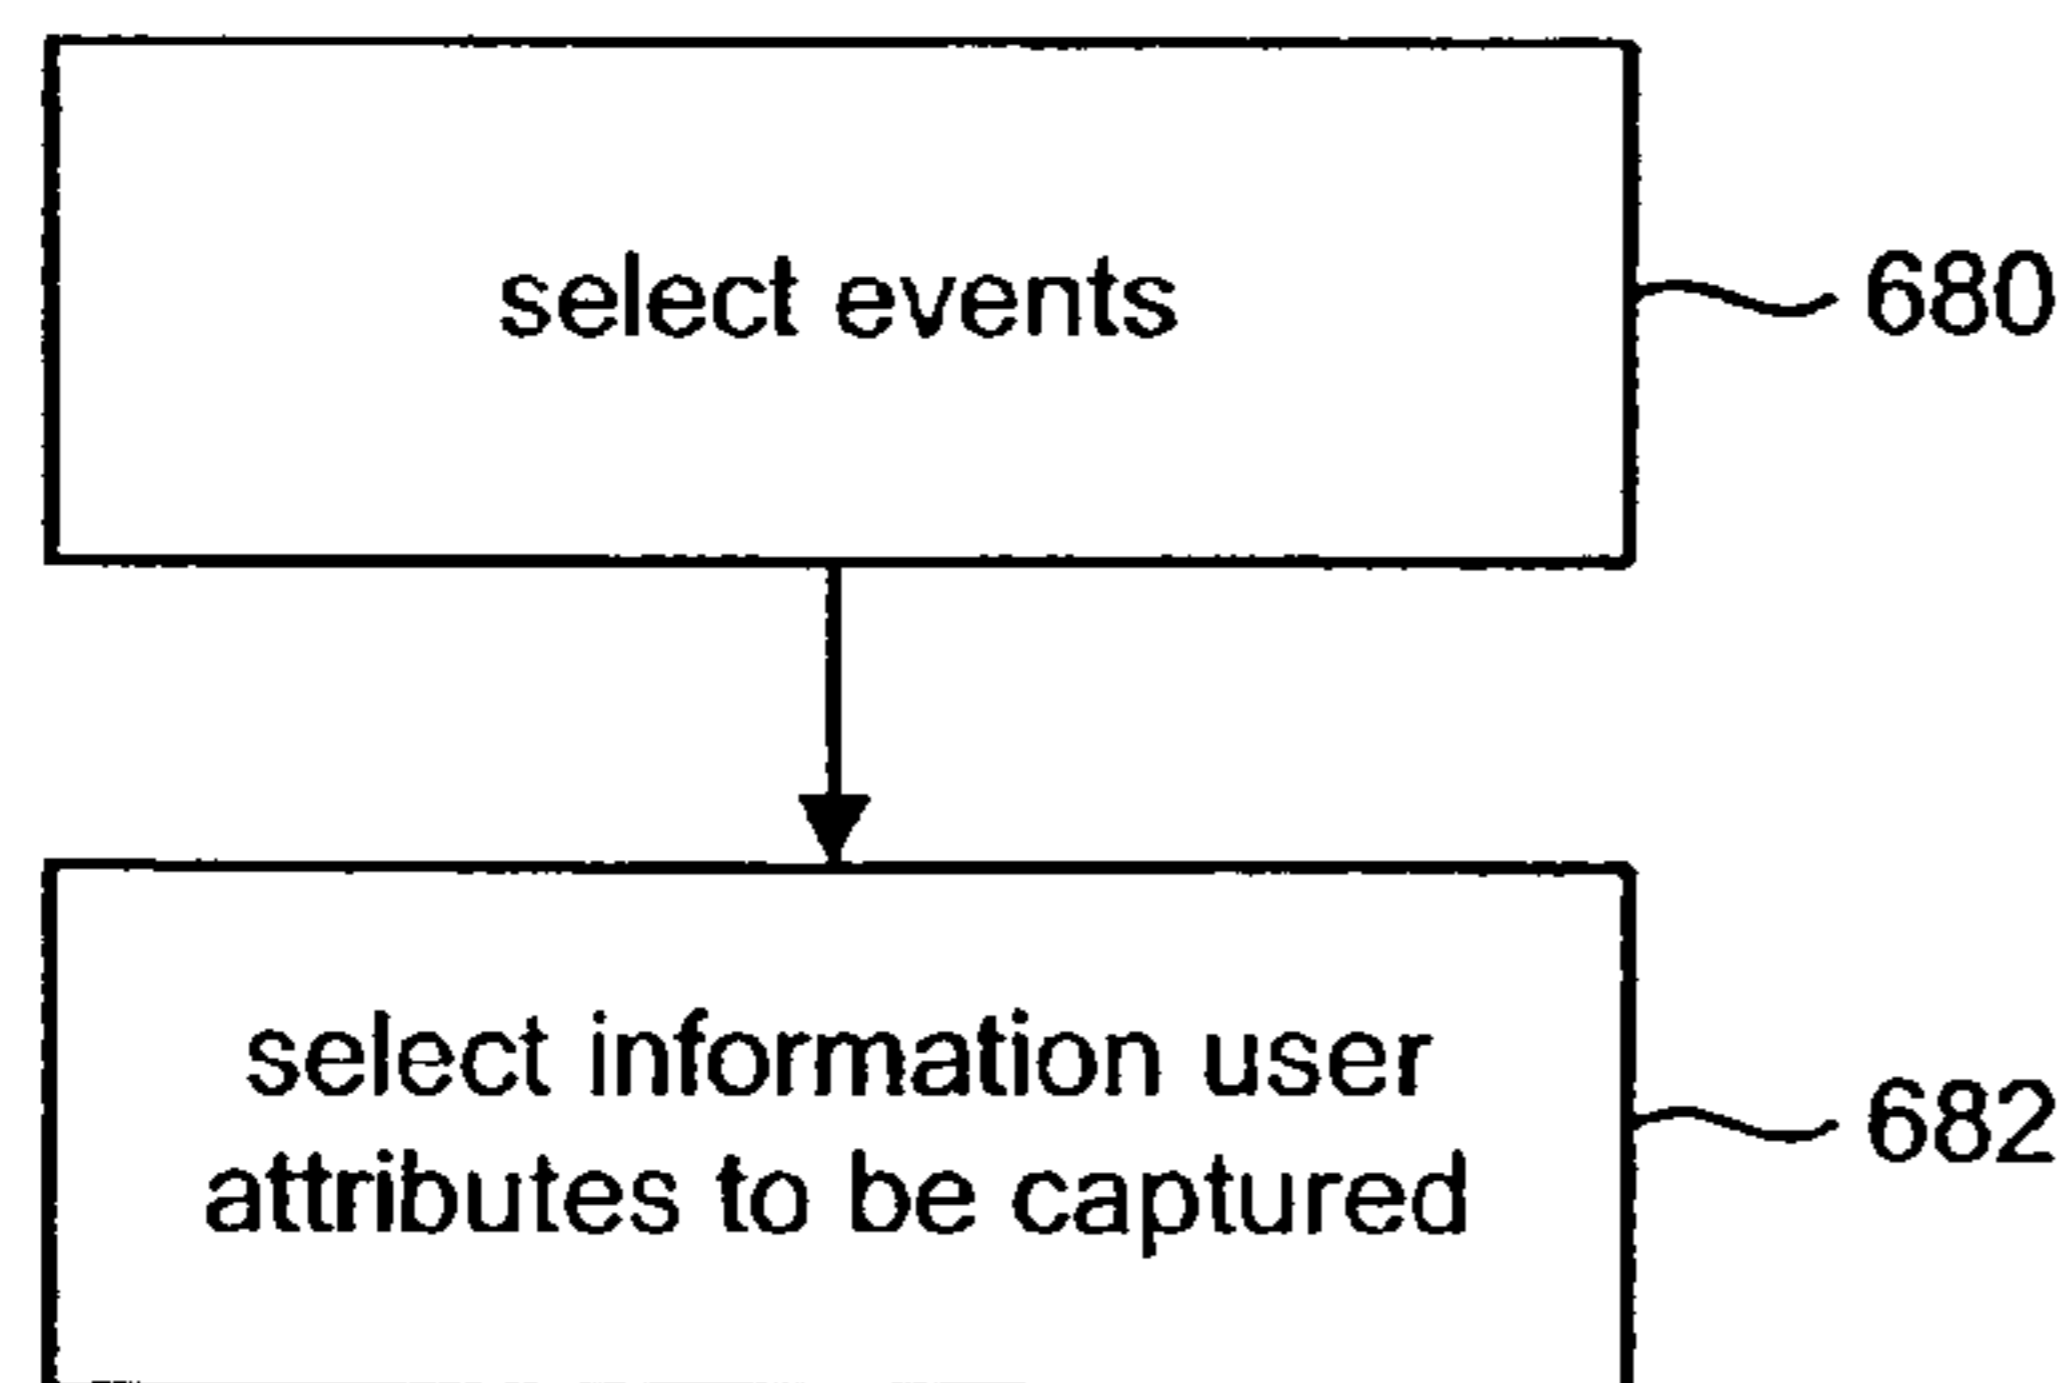 select events
680
select information user
attributes to be captured
682